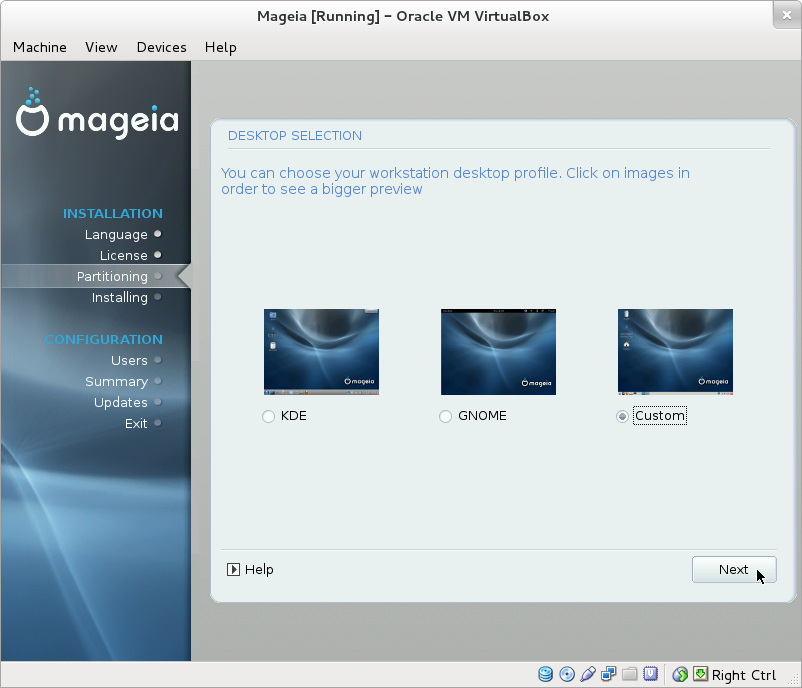 Mageia [Running] – Oracle VM VirtualBox
Machine View Devices Help
mageia
INSTALLATION
Language
License
Partitioning
Installing
CONFIGURATION
Users
Summary
Updates
Exit
DESKTOP SELECTION
You can choose your workstation desktop profile. Click on images in
order to see a bigger preview
mageia
mageia
mageia
KDE
GNOME
Custom
Help
Next
Right Ctrl